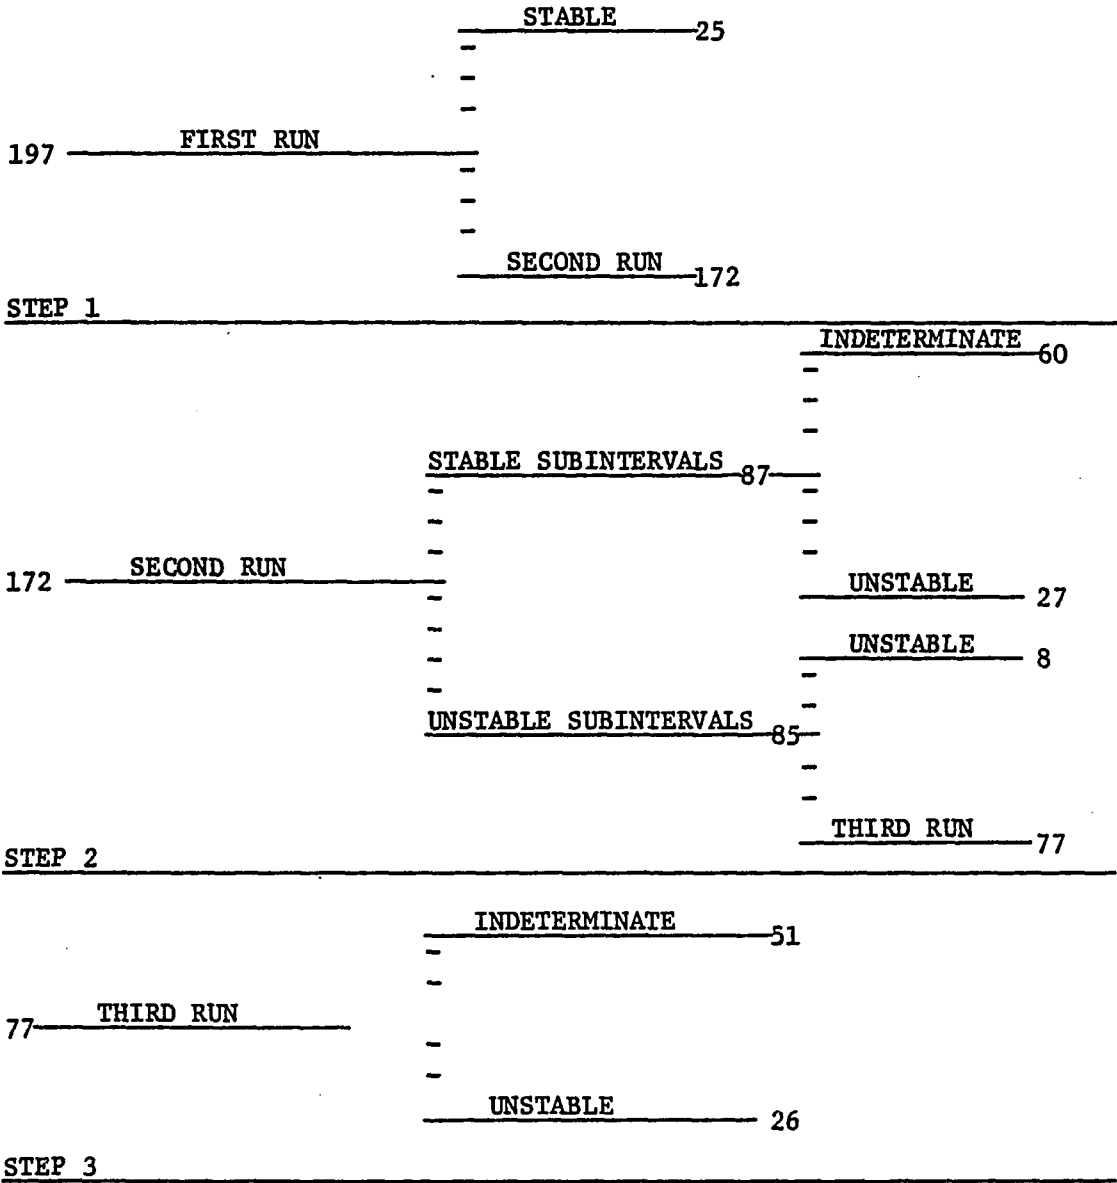 STABLE 25
197 FIRST RUN
SECOND RUN 172
STEP 1
INDETERMINATE 60
STABLE SUBINTERVALS 87
172 SECOND RUN
UNSTABLE 27
UNSTABLE 8
UNSTABLE SUBINTERVALS 85
THIRD RUN 77
STEP 2
INDETERMINATE 51
77 THIRD RUN
UNSTABLE 26
STEP 3